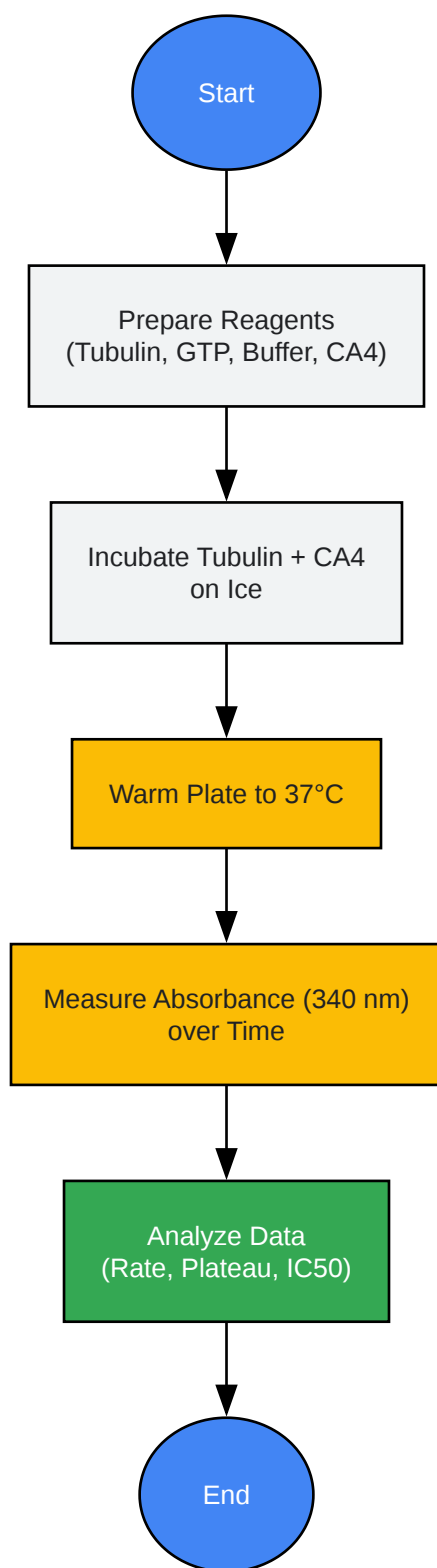 Start
Prepare Reagents
(Tubulin, GTP, Buffer, CA4)
Incubate Tubulin + CA4
on Ice
Warm Plate to 37°C
Measure Absorbance (340 nm)
over Time
Analyze Data
(Rate, Plateau, IC50)
End